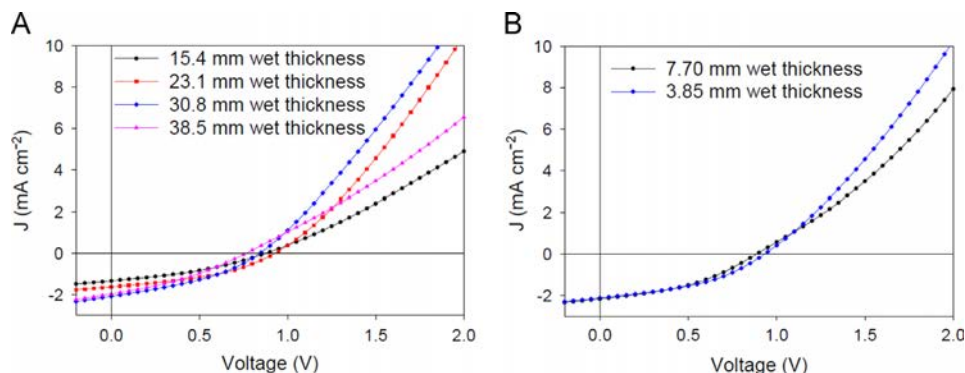 A
10
8
6
4
2
0
-2
J (mA cm⁻²)
15.4 mm wet thickness
23.1 mm wet thickness
30.8 mm wet thickness
38.5 mm wet thickness
0.0 0.5 1.0 1.5 2.0
Voltage (V)
B
10
8
6
4
2
0
-2
J (mA cm⁻²)
7.70 mm wet thickness
3.85 mm wet thickness
0.0 0.5 1.0 1.5 2.0
Voltage (V)